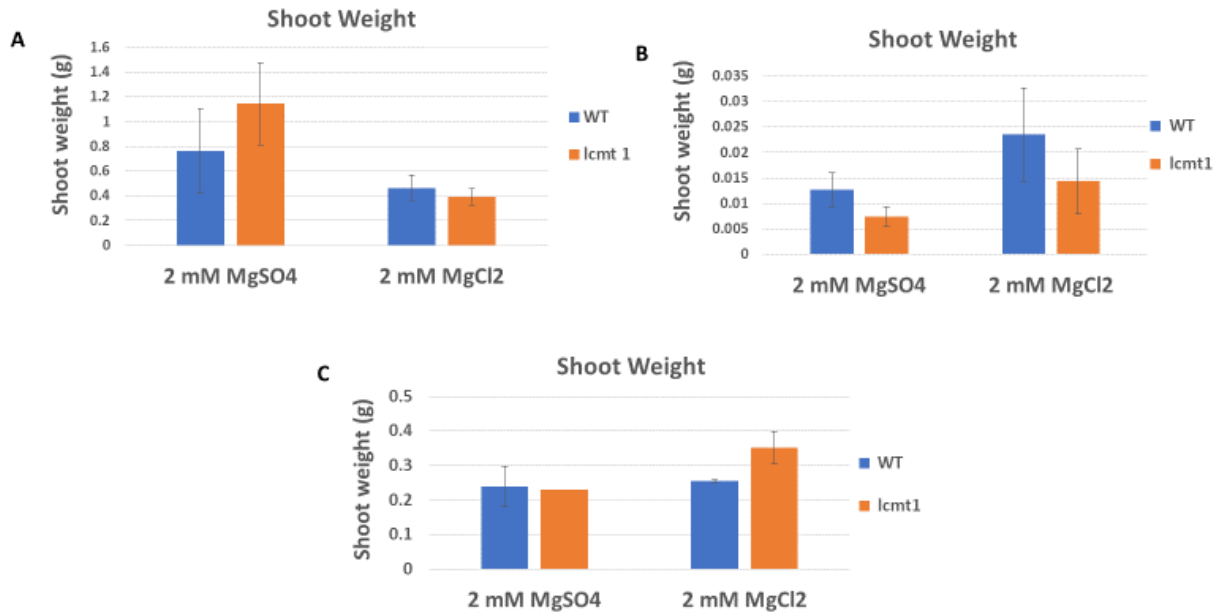 A
Shoot Weight
Shoot weight (g)
1.6
1.4
1.2
1
0.8
0.6
0.4
0.2
0
2 mM MgSO4
2 mM MgCl2
WT
lcmt 1
B
Shoot Weight
Shoot weight (g)
0.035
0.03
0.025
0.02
0.015
0.01
0.005
0
2 mM MgSO4
2 mM MgCl2
WT
lcmt1
C
Shoot Weight
Shoot weight (g)
0.5
0.4
0.3
0.2
0.1
0
2 mM MgSO4
2 mM MgCl2
WT
lcmt1